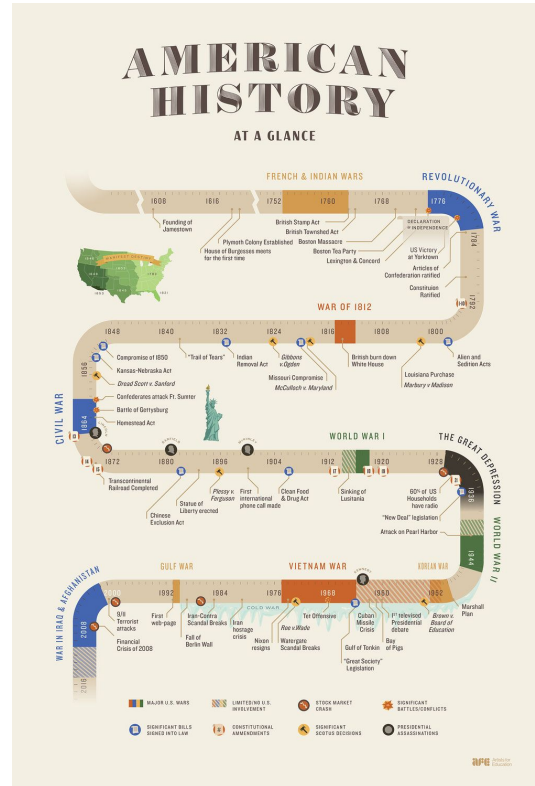 AMERICAN
HISTORY
AT A GLANCE
FRENCH & INDIAN WARS
REVOLUTIONARY WAR
1608
1616
1752
1760
1768
1776
1784
1792
Founding of
Jamestown
Plymoth Colony Established
House of Burgesses meets
for the first time
British Stamp Act
British Townshed Act
Boston Massacre
Boston Tea Party
Lexington & Concord
DECLARATION
of INDEPENDENCE
US Victory
at Yorktown
Articles of
Confederation ratified
Constituion
Ranified
MANIFEST DESTINY
WAR OF 1812
1848
1840
1832
1824
1816
1808
1800
Compromise of 1850
Kansas-Nebraska Act
Dread Scott v. Sanford
Confederates attack Ft. Sumter
Battle of Gettysburg
Homestead Act
"Trail of Tears"
Indian
Removal Act
Gibbons
v. Ogden
Missouri Compromise
McCulloch v. Maryland
British burn down
White House
Louisiana Purchase
Marbury v Madison
Alien and
Sedition Acts
1856
1864
CIVIL WAR
WORLD WAR I
THE GREAT DEPRESSION
1872
1880
1888
1896
1904
1912
1920
1928
1936
1944
Transcontinental
Railroad Completed
Chinese
Exclusion Act
Statue of
Liberty erected
Plessy v.
Ferguson
First
international
phone call made
Clean Food
& Drug Act
Sinking of
Lusitania
60% of US
Households
have radio
"New Deal" legislation
Attack on Pearl Harbor
WORLD WAR II
WAR IN IRAQ & AFGHANISTAN
GULF WAR
VIETNAM WAR
KOREAN WAR
2000
1992
1984
1976
1968
1960
1952
2008
2016
COLD WAR
9/11
Terrorist
attacks
Financial
Crisis of 2008
First
web-page
Fall of
Berlin Wall
Iran-Contra
Scandal Breaks
Iran
hostage
crisis
Nixon
resigns
Roe v.Wade
Watergate
Scandal Breaks
Tet Offensive
Gulf of Tonkin
"Great Society"
Legislation
Cuban
Missile
Crisis
Bay
of Pigs
1st televised
Presidential
debate
Brown v.
Board of
Education
Marshall
Plan
MAJOR U.S. WARS
LIMITED/NO U.S.
INVOLVEMENT
STOCK MARKET
CRASH
SIGNIFICANT
BATTLES/CONFLICTS
SIGNIFICANT BILLS
SIGNED INTO LAW
CONSTITUTIONAL
AMMENDMENTS
SIGNIFICANT
SCOTUS DECISIONS
PRESIDENTIAL
ASSASSINATIONS
AFE